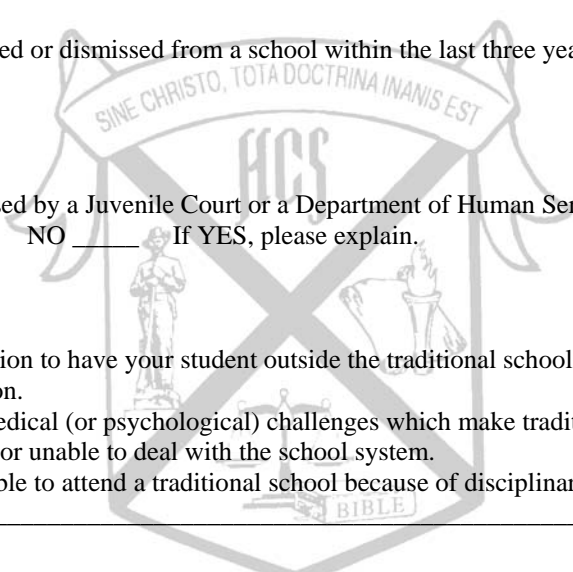 ed or dismissed from a school within the last three yea
SINE CHRISTO, TOTA DOCTRINA INANIS EST
HCS
sed by a Juvenile Court or a Department of Human Ser
NO _____ If YES, please explain.
ion to have your student outside the traditional school
on.
edical (or psychological) challenges which make tradit
or unable to deal with the school system.
ble to attend a traditional school because of disciplinar
BIBLE